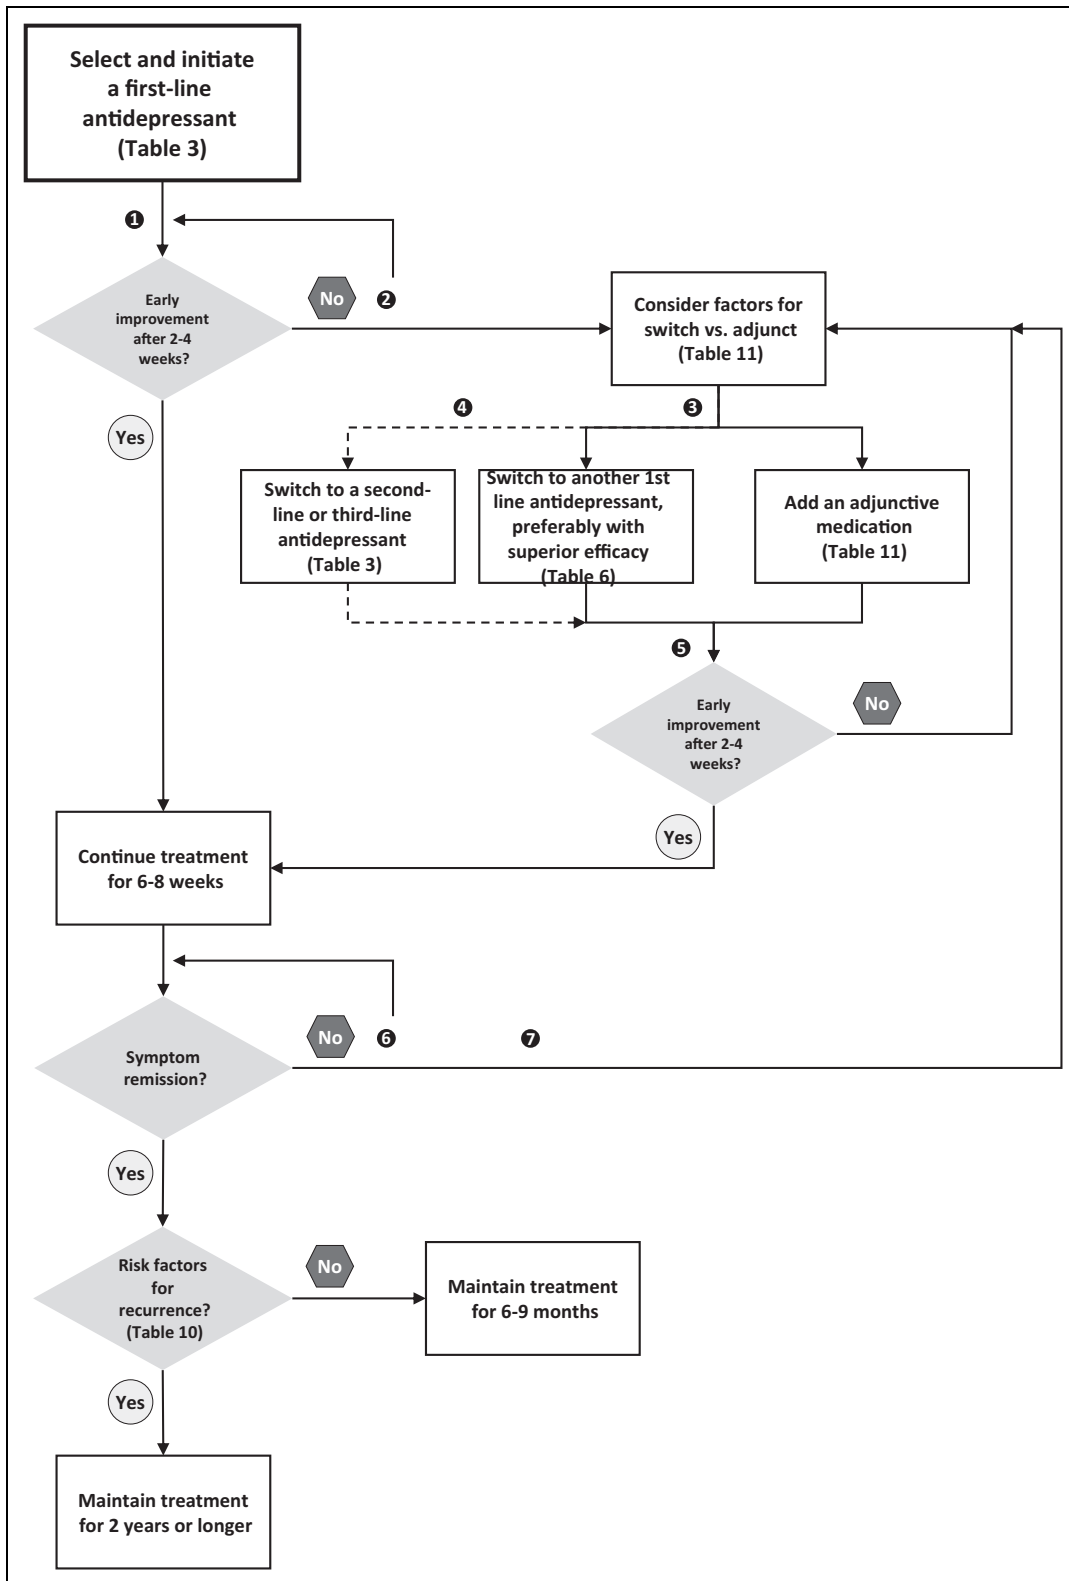 Select and initiate
a first-line
antidepressant
(Table 3)
❶
Early
improvement
after 2-4
weeks?
No
❷
Consider factors for
switch vs. adjunct
(Table 11)
Yes
❹
❸
Switch to a second-
line or third-line
antidepressant
(Table 3)
Switch to another 1st
line antidepressant,
preferably with
superior efficacy
(Table 6)
Add an adjunctive
medication
(Table 11)
❺
Early
improvement
after 2-4
weeks?
No
Yes
Continue treatment
for 6-8 weeks
Symptom
remission?
No
❻
❼
Yes
Risk factors
for
recurrence?
(Table 10)
No
Maintain treatment
for 6-9 months
Yes
Maintain treatment
for 2 years or longer